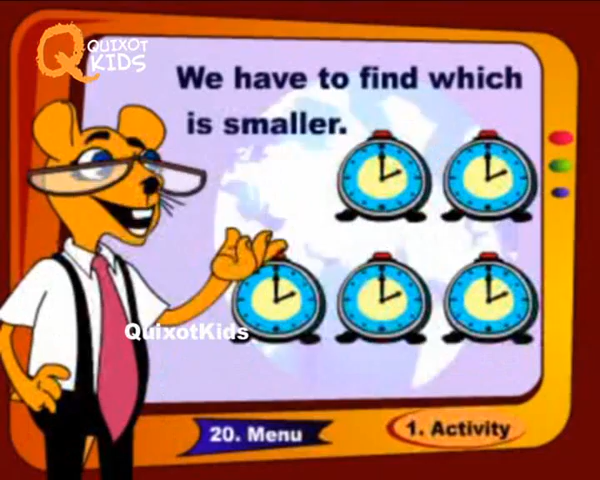 QUIXOT
KIDS
We have to find which
is smaller.
QuixotKids
20. Menu
1. Activity